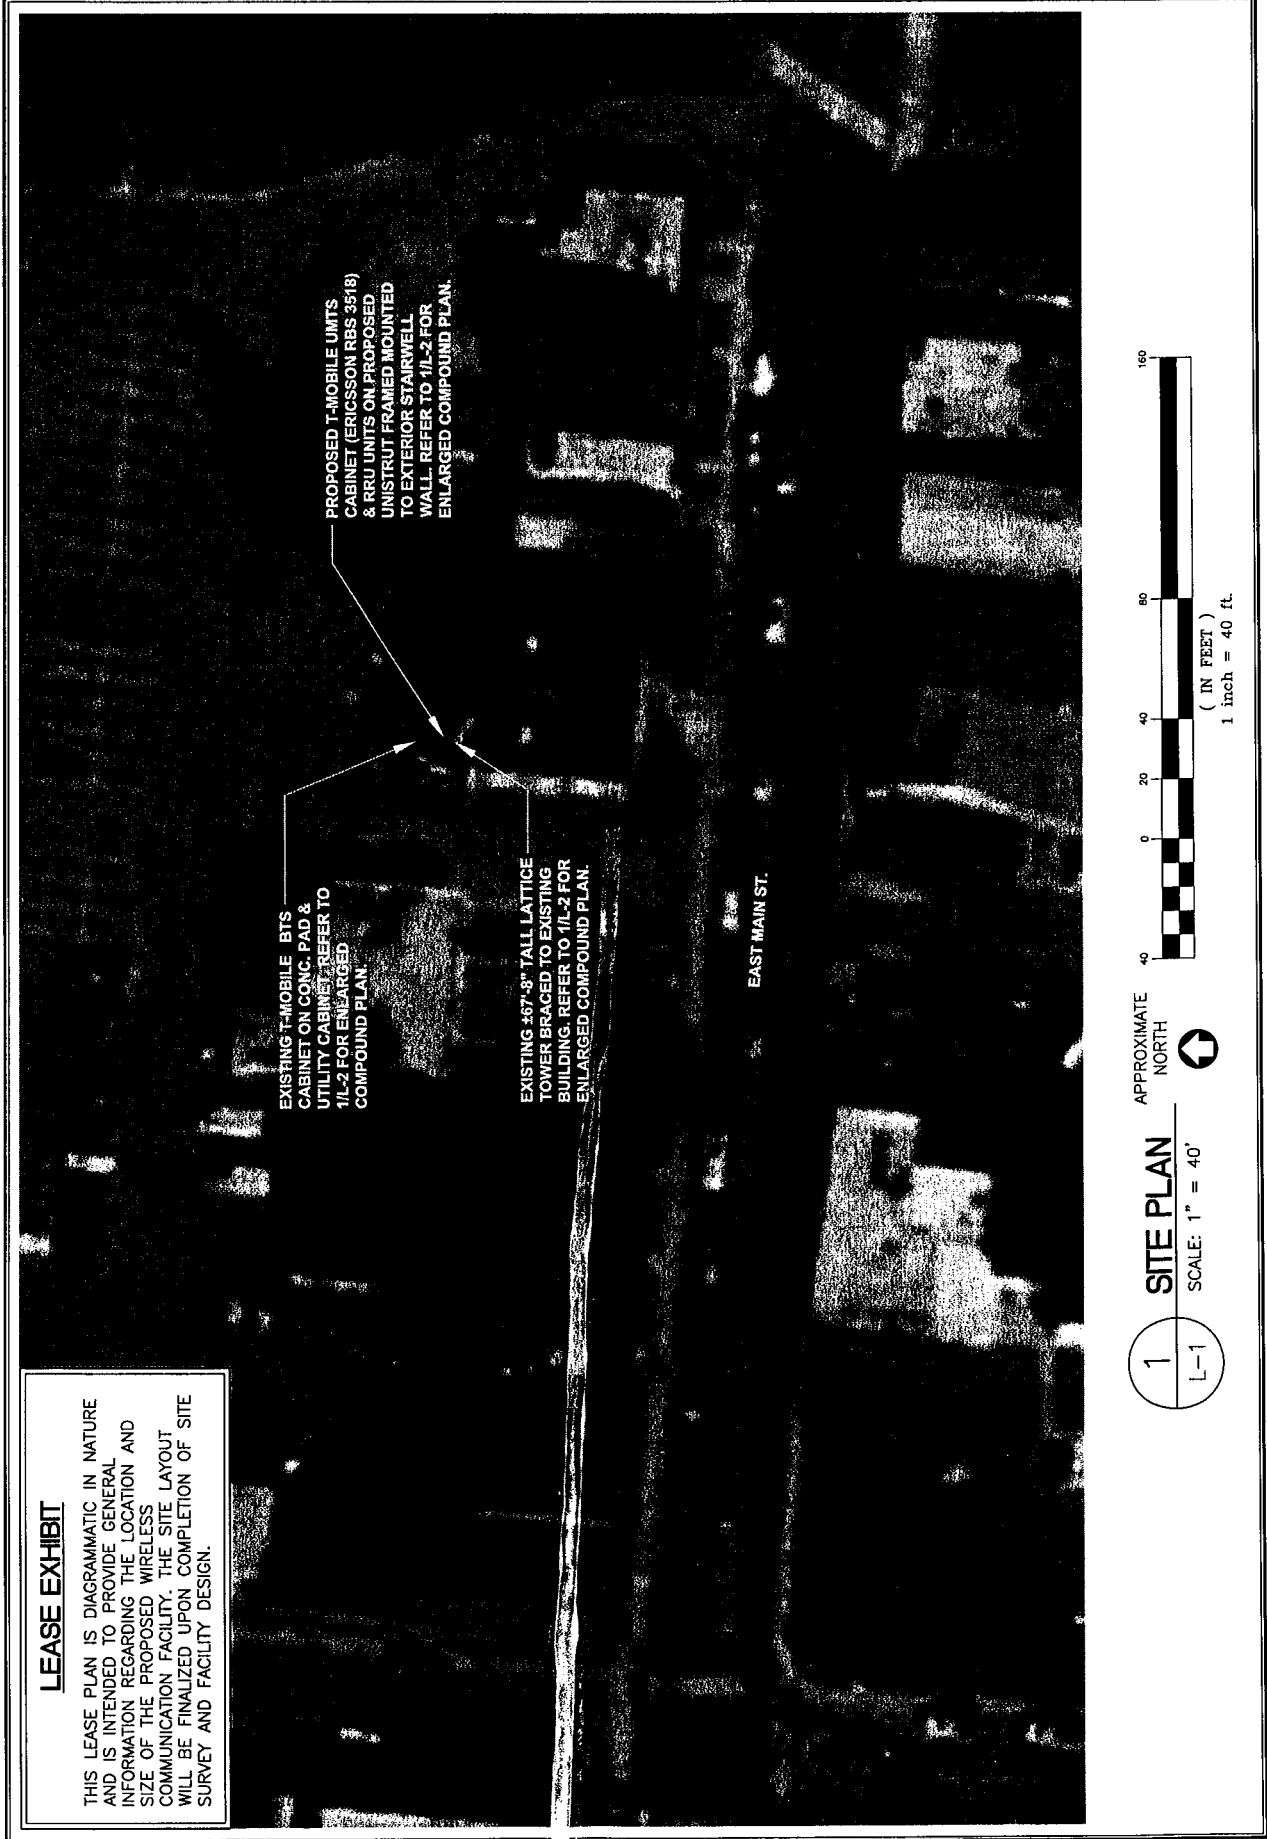 LEASE EXHIBIT
THIS LEASE PLAN IS DIAGRAMMATIC IN NATURE
AND IS INTENDED TO PROVIDE GENERAL
INFORMATION REGARDING THE LOCATION AND
SIZE OF THE PROPOSED WIRELESS
COMMUNICATION FACILITY. THE SITE LAYOUT
WILL BE FINALIZED UPON COMPLETION OF SITE
SURVEY AND FACILITY DESIGN.
EXISTING T-MOBILE BTS
CABINET ON CONC. PAD &
UTILITY CABINET. REFER TO
1/L-2 FOR ENLARGED
COMPOUND PLAN.
PROPOSED T-MOBILE UMTS
CABINET (ERICSSON RBS 3518)
& RRU UNITS ON PROPOSED
UNISTRUT FRAMED MOUNTED
TO EXTERIOR STAIRWELL
WALL. REFER TO 1/L-2 FOR
ENLARGED COMPOUND PLAN.
EXISTING ±67'-8" TALL LATTICE
TOWER BRACED TO EXISTING
BUILDING. REFER TO 1/L-2 FOR
ENLARGED COMPOUND PLAN.
EAST MAIN ST.
1
L-1
SITE PLAN
SCALE: 1" = 40'
APPROXIMATE
NORTH
40 0 20 40 80 160
( IN FEET )
1 inch = 40 ft.